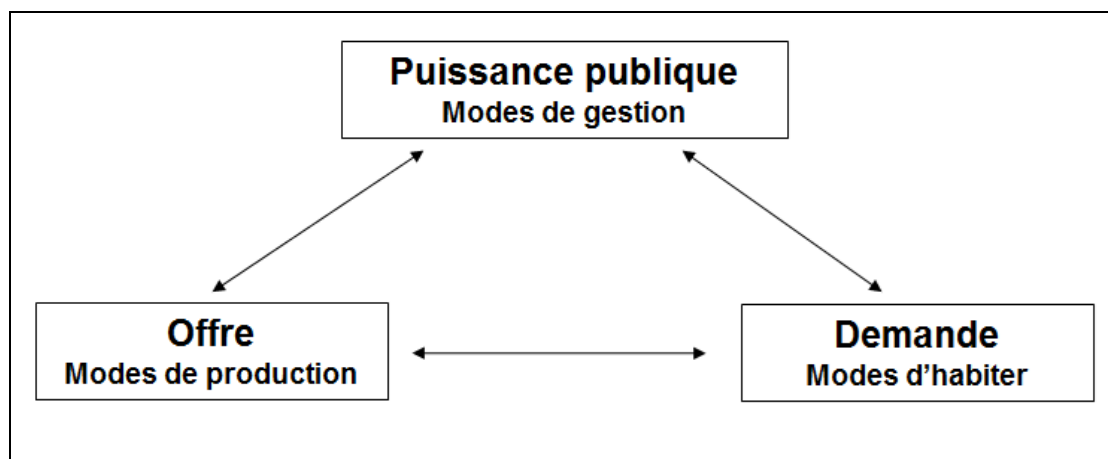 Puissance publique
Modes de gestion
Offre
Modes de production
Demande
Modes d'habiter